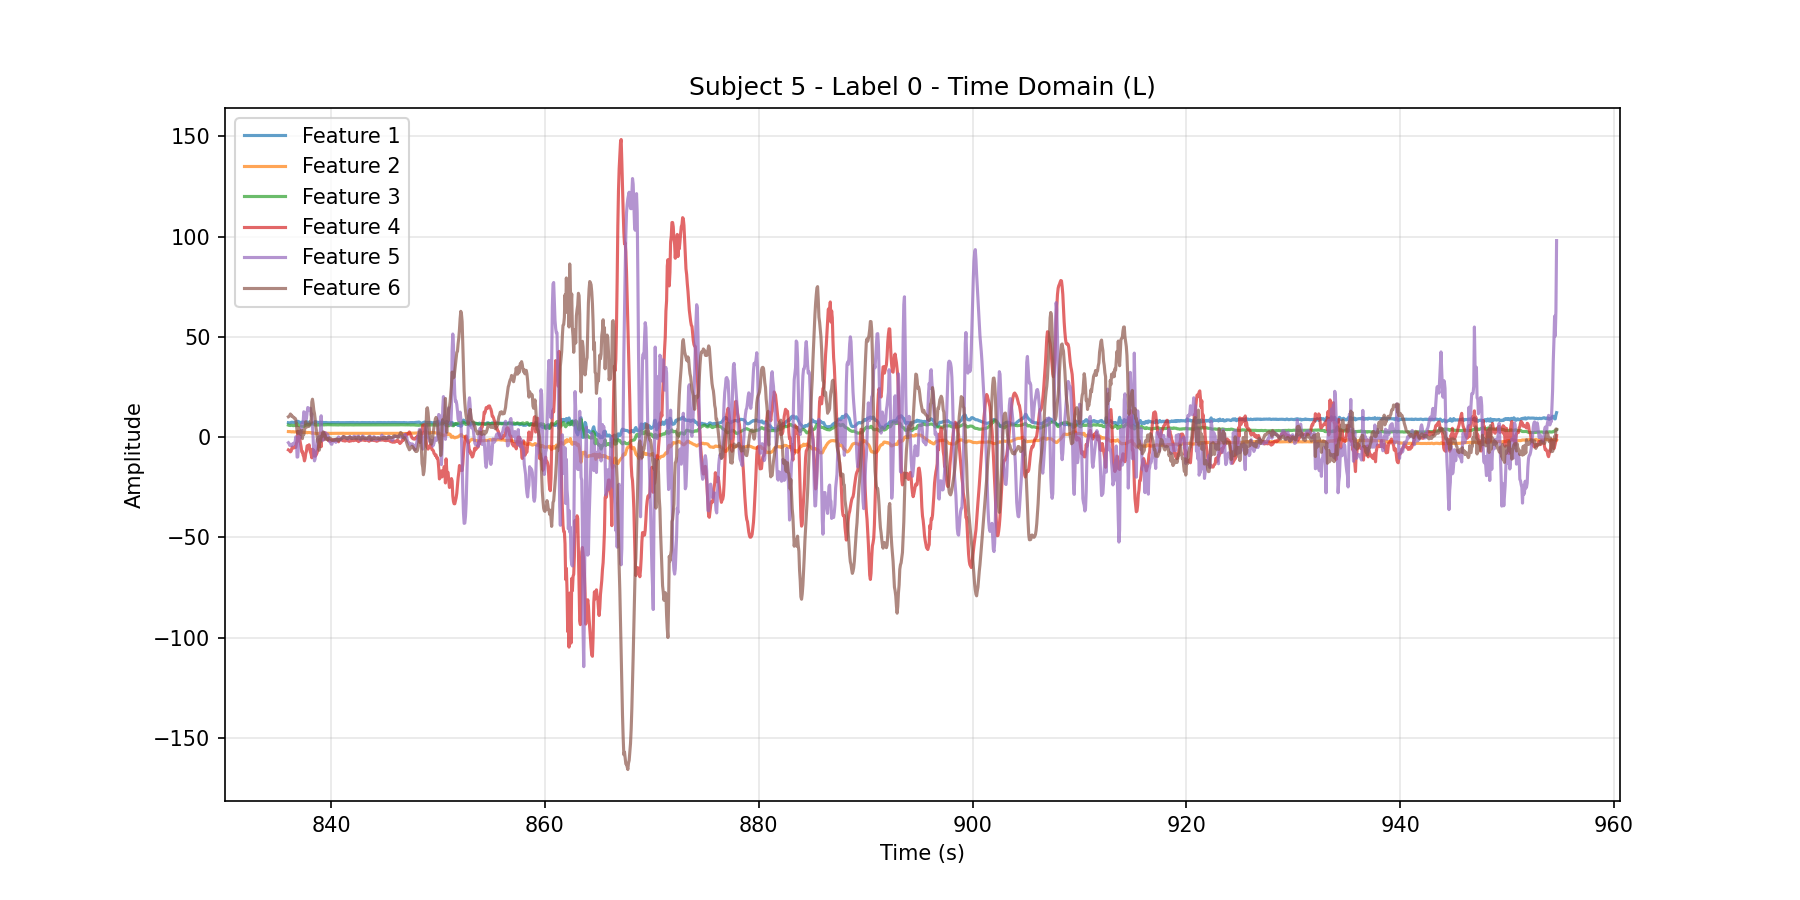 Subject 5 - Label 0 - Time Domain (L)
Feature 1
Feature 2
Feature 3
Feature 4
Feature 5
Feature 6
150
100
50
0
−50
−100
−150
Amplitude
840 860 880 900 920 940 960
Time (s)